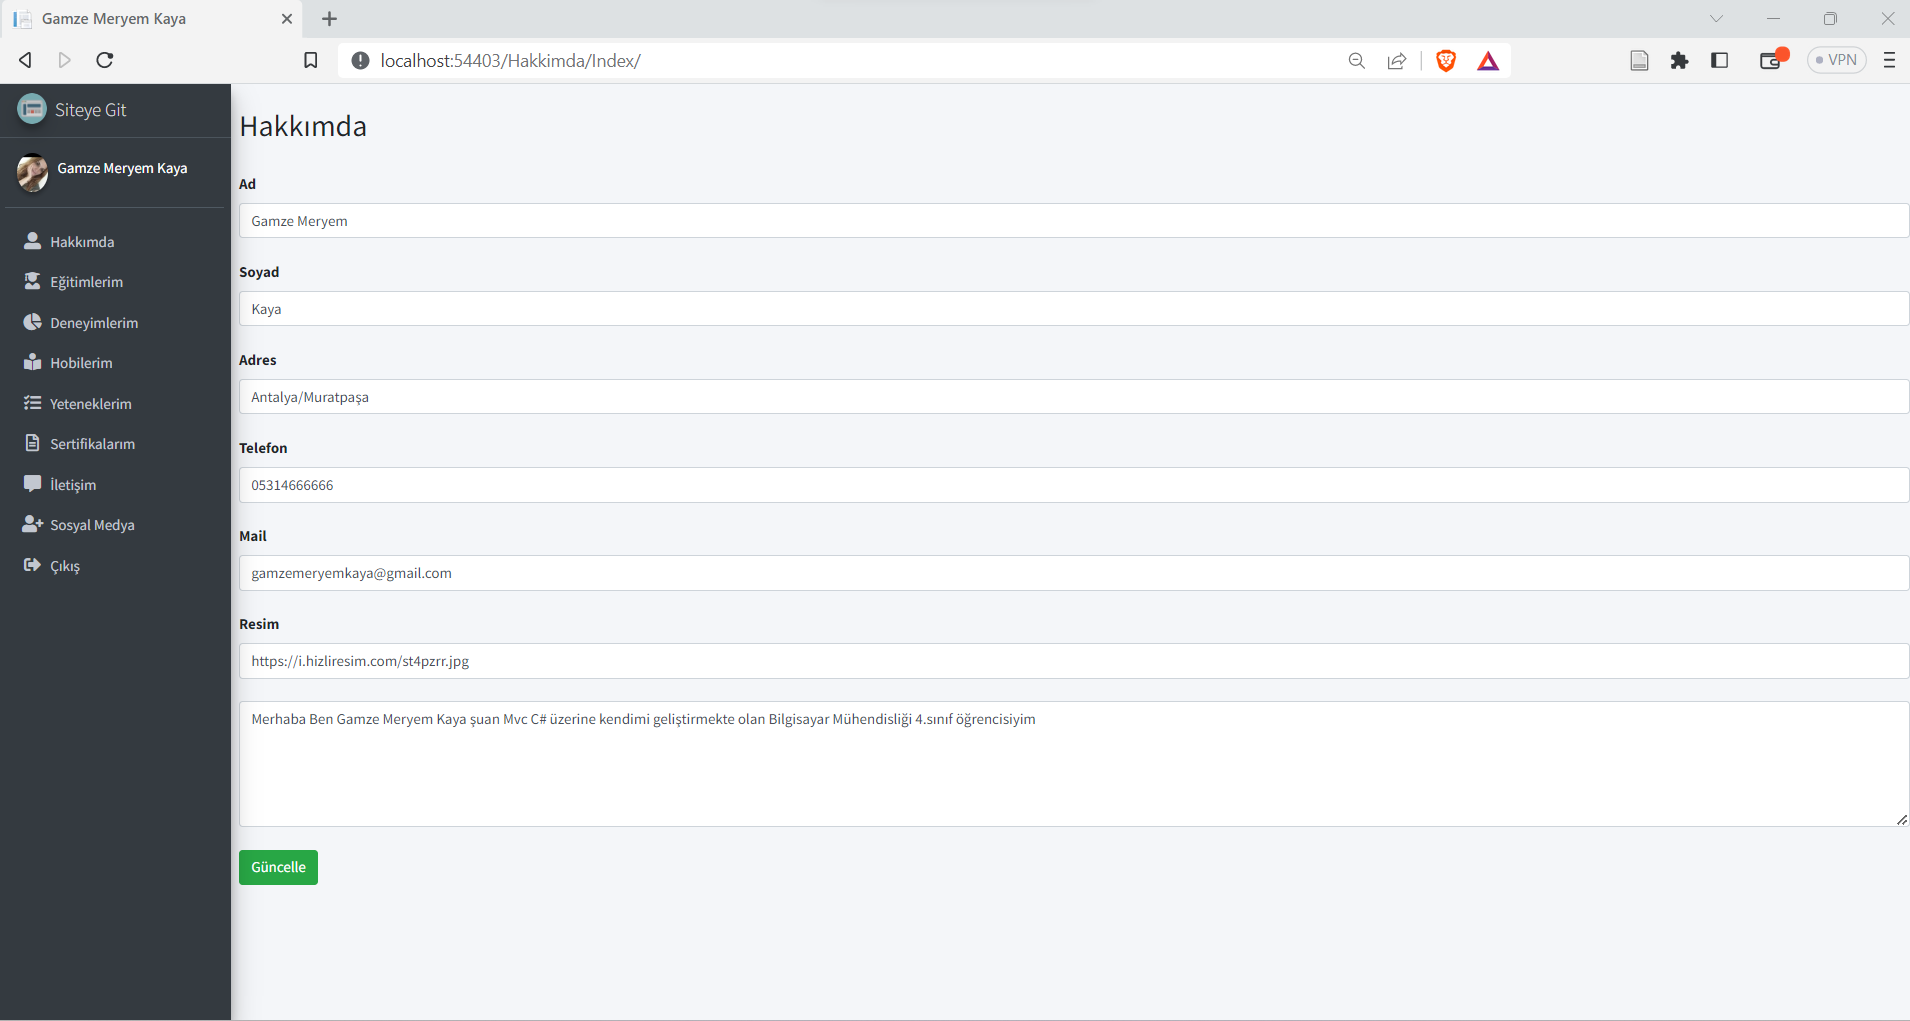 Gamze Meryem Kaya
localhost:54403/Hakkimda/Index/
VPN
Siteye Git
Gamze Meryem Kaya
Hakkımda
Eğitimlerim
Deneyimlerim
Hobilerim
Yeteneklerim
Sertifikalarım
İletişim
Sosyal Medya
Çıkış
Hakkımda
Ad
Gamze Meryem
Soyad
Kaya
Adres
Antalya/Muratpaşa
Telefon
05314666666
Mail
gamzemeryemkaya@gmail.com
Resim
https://i.hizliresim.com/st4pzrr.jpg
Merhaba Ben Gamze Meryem Kaya şuan Mvc C# üzerine kendimi geliştirmekte olan Bilgisayar Mühendisliği 4.sınıf öğrencisiyim
Güncelle